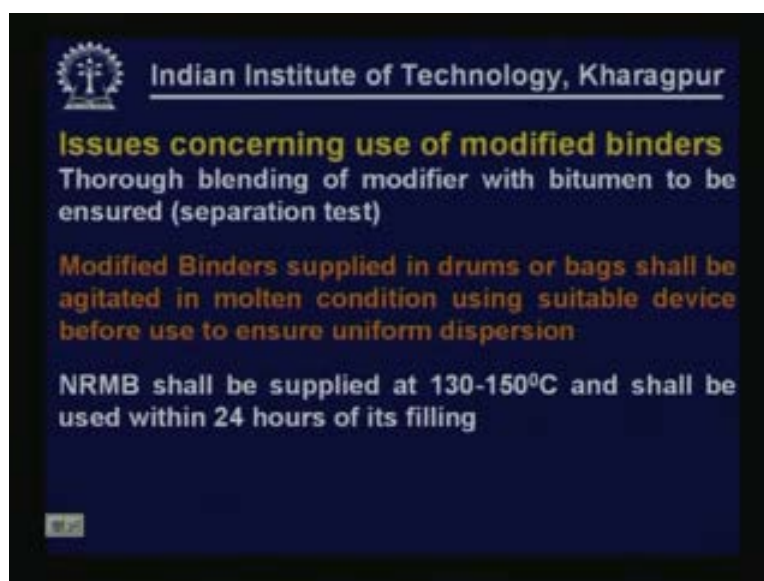 Indian Institute of Technology, Kharagpur
Issues concerning use of modified binders
Thorough blending of modifier with bitumen to be
ensured (separation test)
Modified Binders supplied in drums or bags shall be
agitated in molten condition using suitable device
before use to ensure uniform dispersion
NRMB shall be supplied at 130-150⁰C and shall be
used within 24 hours of its filling